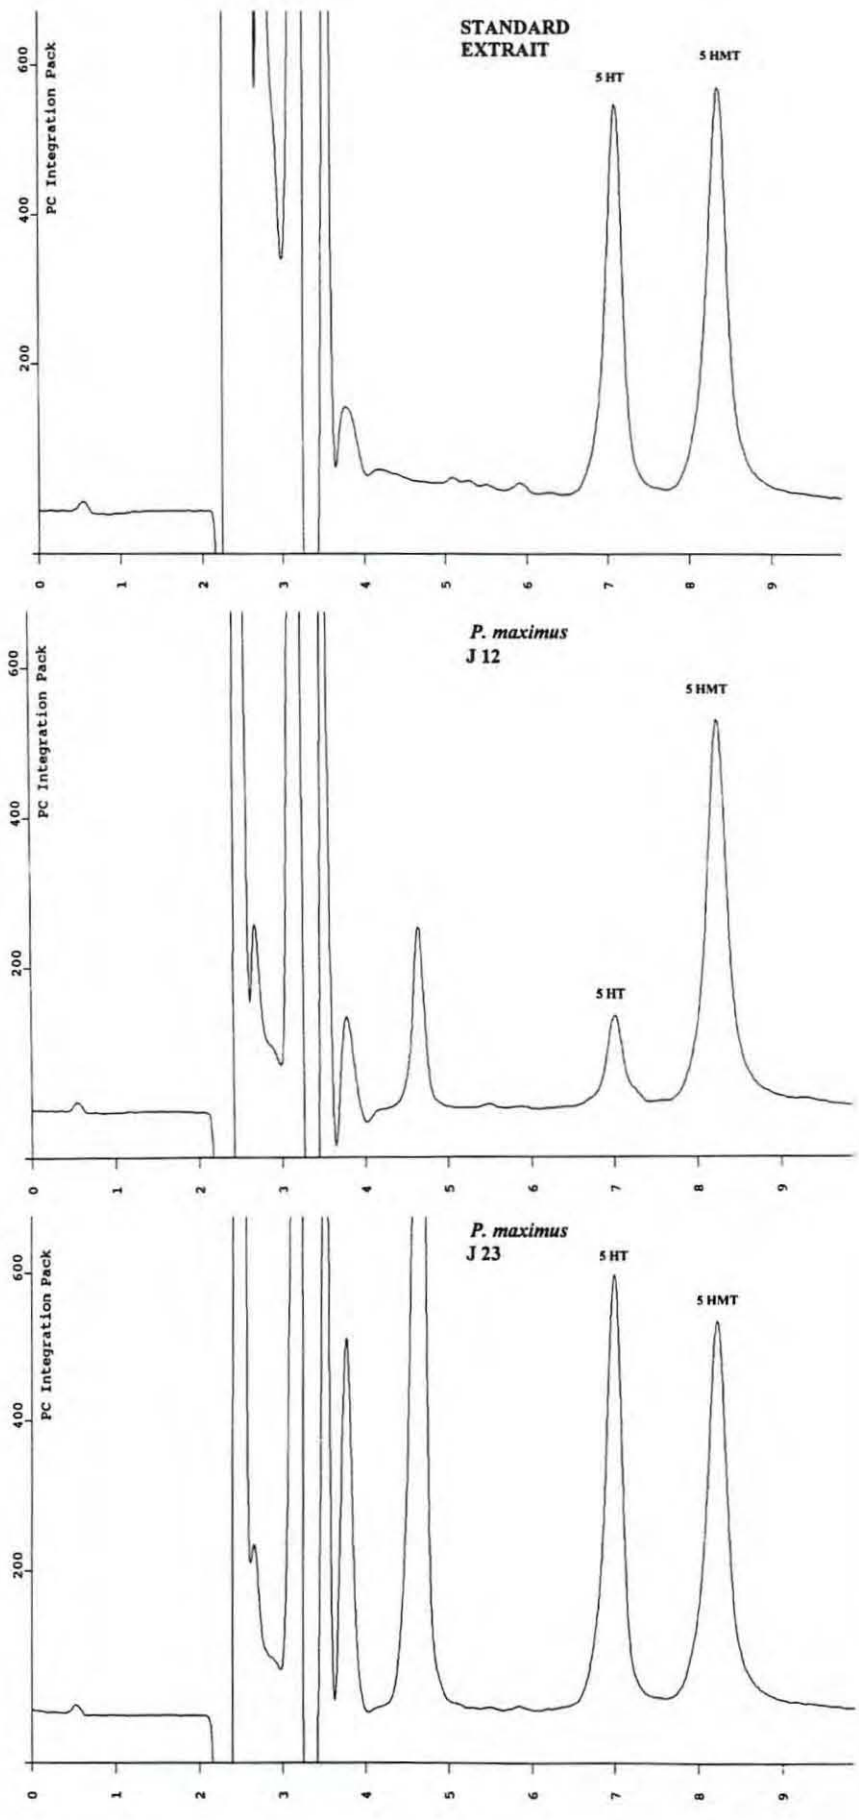 STANDARD
EXTRAIT
5 HT
5 HMT
PC Integration Pack
600
400
200
0 1 2 3 4 5 6 7 8 9
P. maximus
J 12
5 HMT
5 HT
PC Integration Pack
600
400
200
0 1 2 3 4 5 6 7 8 9
P. maximus
J 23
5 HT
5 HMT
PC Integration Pack
600
400
200
0 1 2 3 4 5 6 7 8 9